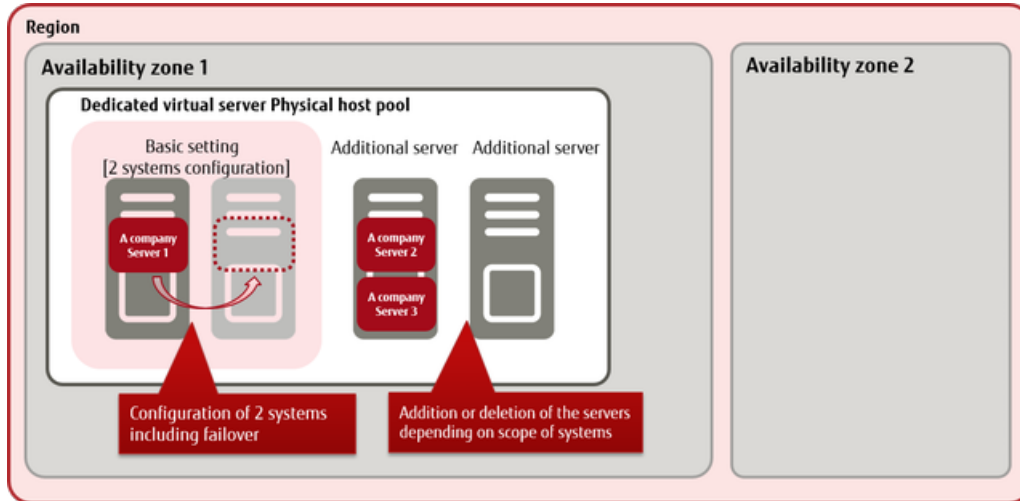 Region
Availability zone 1
Availability zone 2
Dedicated virtual server Physical host pool
Basic setting
[2 systems configuration]
Additional server
Additional server
A company
Server 1
A company
Server 2
A company
Server 3
Configuration of 2 systems
including failover
Addition or deletion of the servers
depending on scope of systems